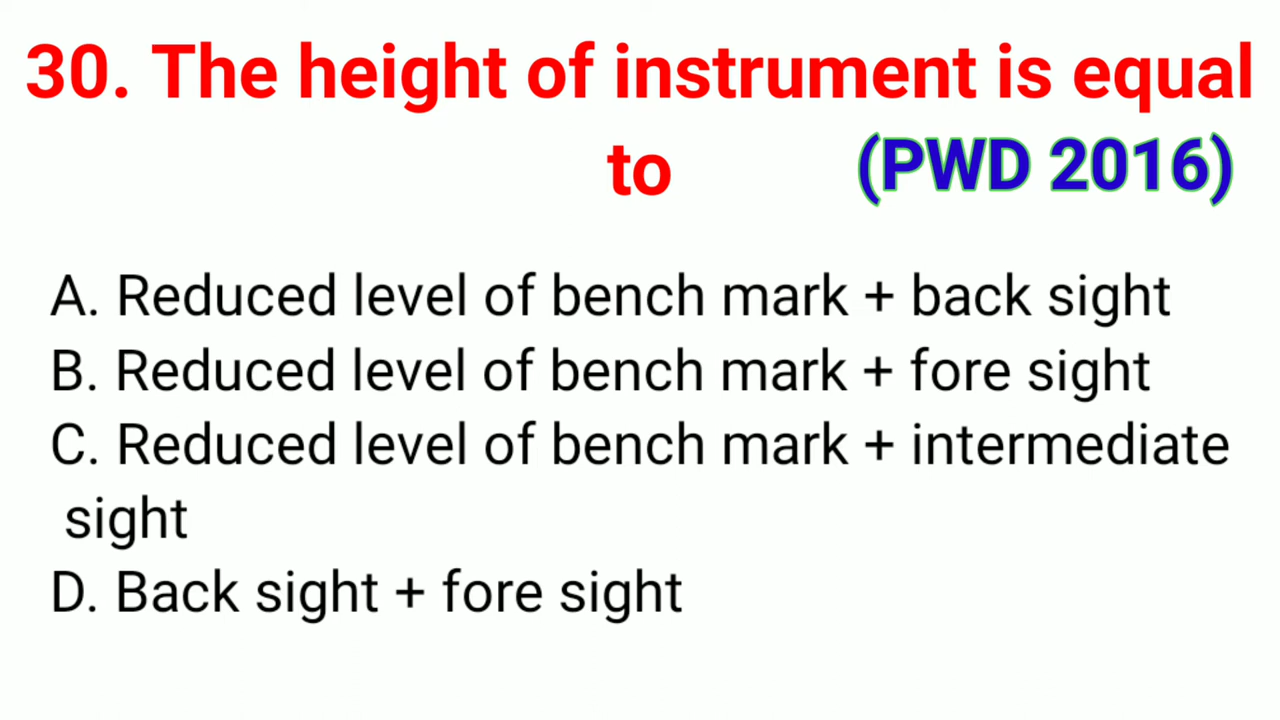 30. The height of instrument is equal
to (PWD 2016)
A. Reduced level of bench mark + back sight
B. Reduced level of bench mark + fore sight
C. Reduced level of bench mark + intermediate
sight
D. Back sight + fore sight